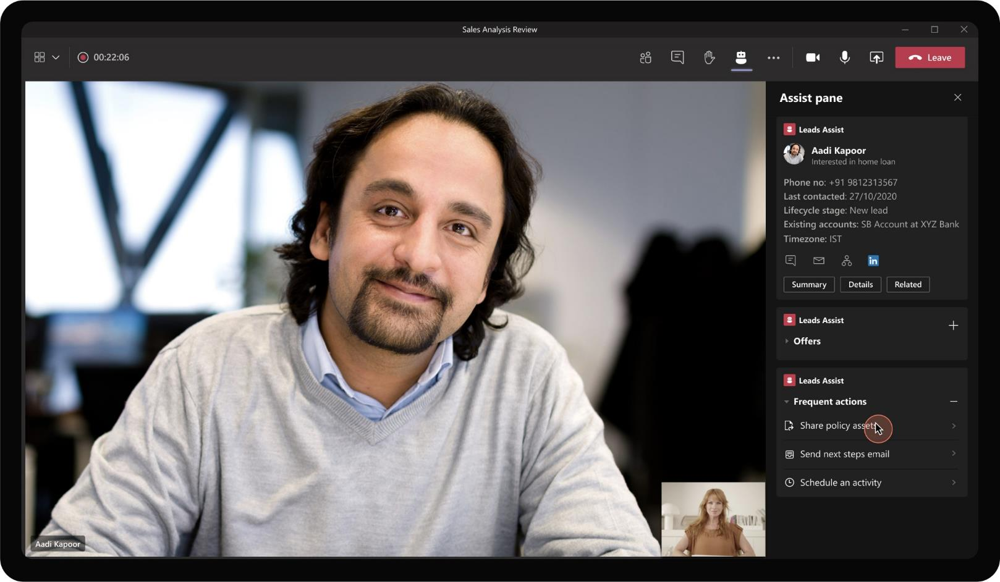 Sales Analysis Review
00:22:06
Leave
Aadi Kapoor
Assist pane
Leads Assist
Aadi Kapoor
Interested in home loan
Phone no: +91 9812313567
Last contacted: 27/10/2020
Lifecycle stage: New lead
Existing accounts: SB Account at XYZ Bank
Timezone: IST
in
Summary Details Related
Leads Assist
Offers
Leads Assist
Frequent actions
Share policy assets
Send next steps email
Schedule an activity